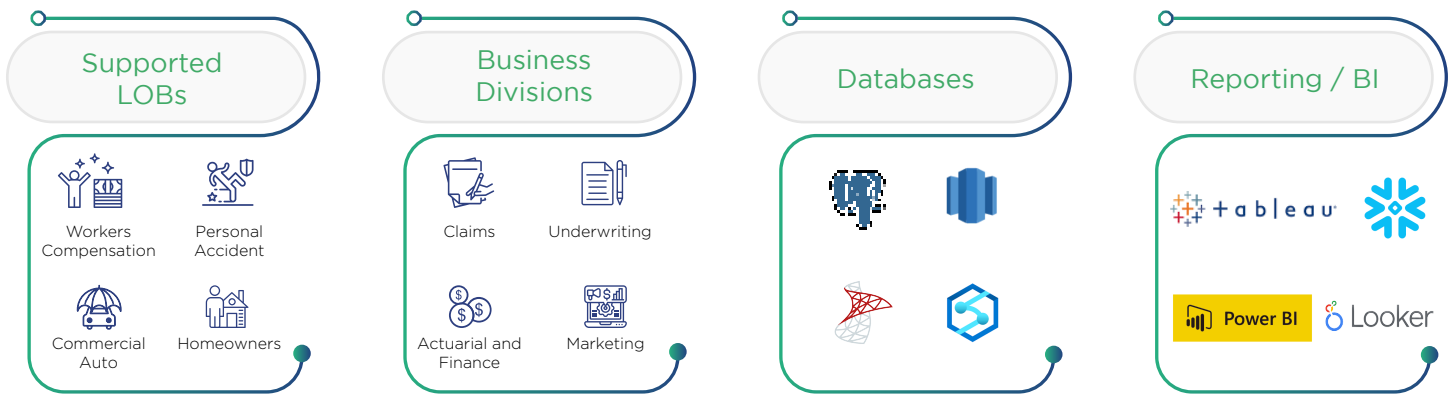 Supported
LOBs
Workers
Compensation
Personal
Accident
Commercial
Auto
Homeowners
Business
Divisions
Claims
Underwriting
$
$
$
Actuarial and
Finance
$
Marketing
Databases
Reporting / BI
+ a b l e a u
Power BI
Looker